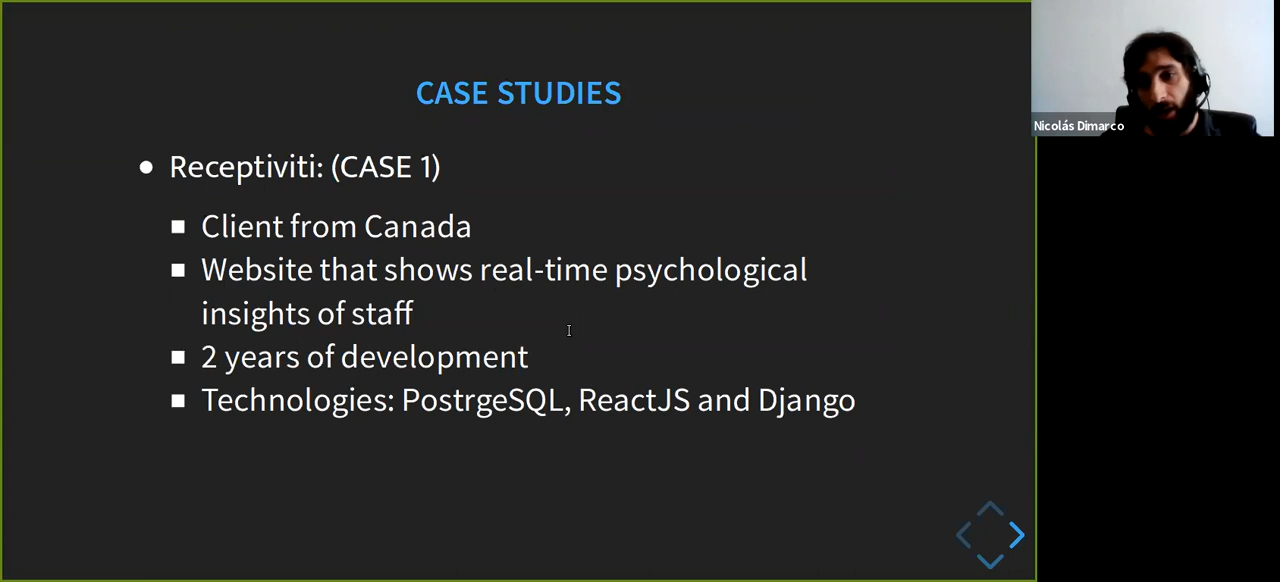 CASE STUDIES
Receptiviti: (CASE 1)
Client from Canada
Website that shows real-time psychological
insights of staff
2 years of development
Technologies: PostrgeSQL, ReactJS and Django
Nicolás Dimarco